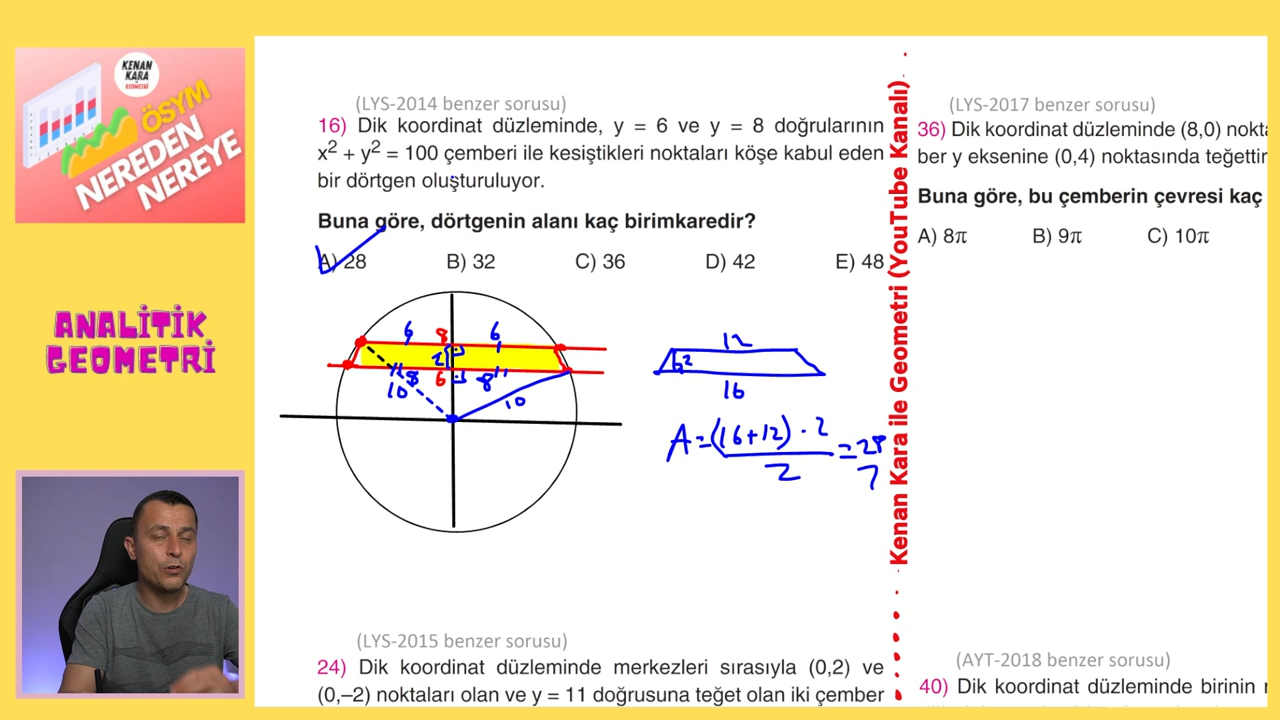 KENAN
KARA
ile
GEOMETRİ
ÖSYM
NEREDEN
NEREYE
ANALİTİK
GEOMETRİ
(LYS-2014 benzer sorusu)
16) Dik koordinat düzleminde, y = 6 ve y = 8 doğrularının
x² + y² = 100 çemberi ile kesiştikleri noktaları köşe kabul eden
bir dörtgen oluşturuluyor.
Buna göre, dörtgenin alanı kaç birimkaredir?
A) 28 B) 32 C) 36 D) 42 E) 48
6 8 6
2
8 6 8
10 10
12
h=2
16
A = (16+12) · 2 = 28
2
(LYS-2015 benzer sorusu)
24) Dik koordinat düzleminde merkezleri sırasıyla (0,2) ve
(0,–2) noktaları olan ve y = 11 doğrusuna teğet olan iki çember
Kenan Kara ile Geometri (YouTube Kanalı)
(LYS-2017 benzer sorusu)
36) Dik koordinat düzleminde (8,0) nokta
ber y eksenine (0,4) noktasında teğettir
Buna göre, bu çemberin çevresi kaç
A) 8π B) 9π C) 10π
(AYT-2018 benzer sorusu)
40) Dik koordinat düzleminde birinin